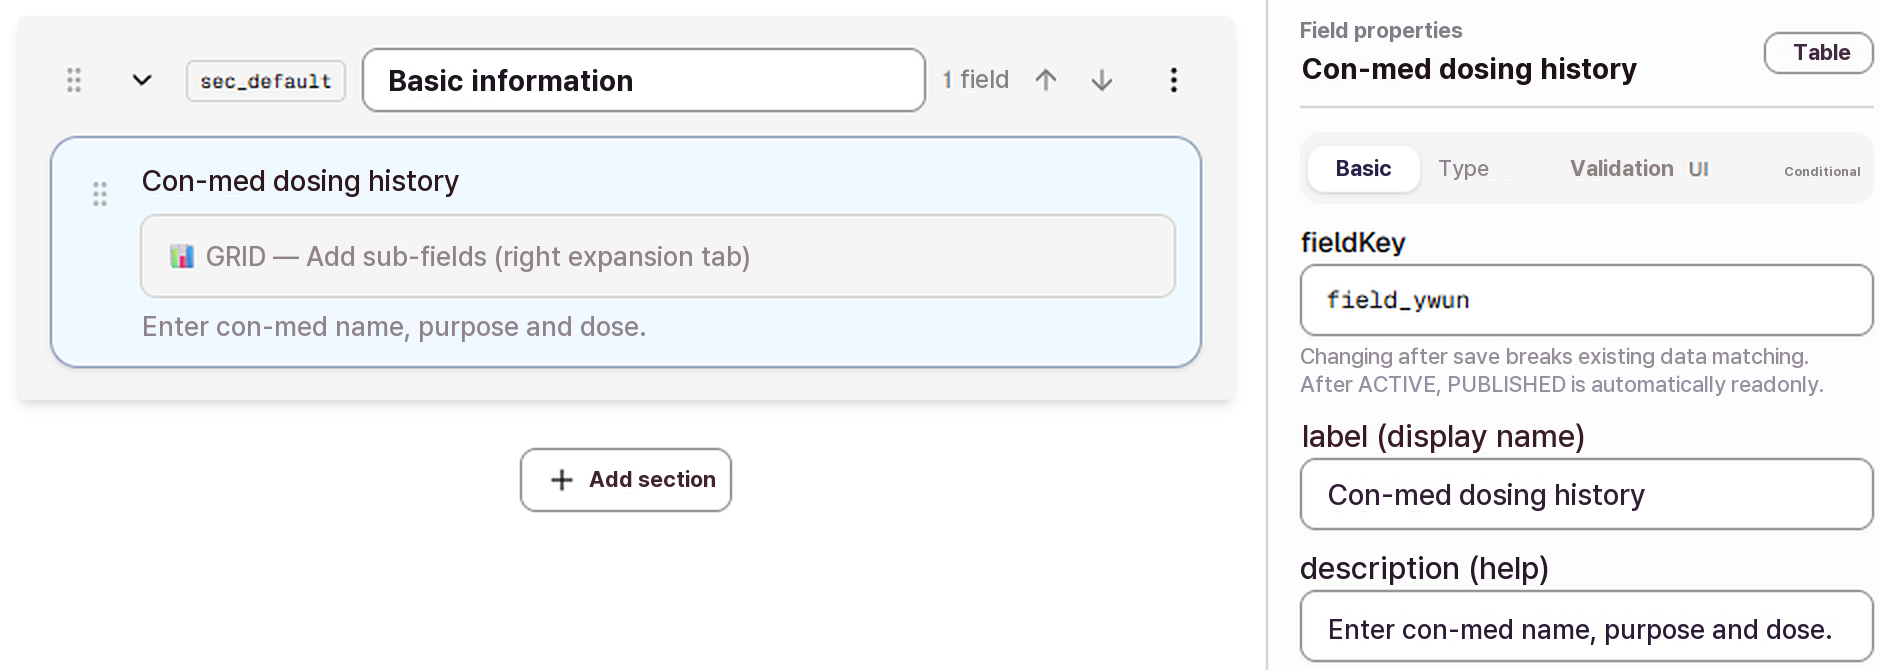 sec_default
Basic information
1 field
Con-med dosing history
GRID — Add sub-fields (right expansion tab)
Enter con-med name, purpose and dose.
Add section
Field properties
Con-med dosing history
Table
Basic
Type
Validation
UI
Conditional
fieldKey
field_ywun
Changing after save breaks existing data matching.
After ACTIVE, PUBLISHED is automatically readonly.
label (display name)
Con-med dosing history
description (help)
Enter con-med name, purpose and dose.